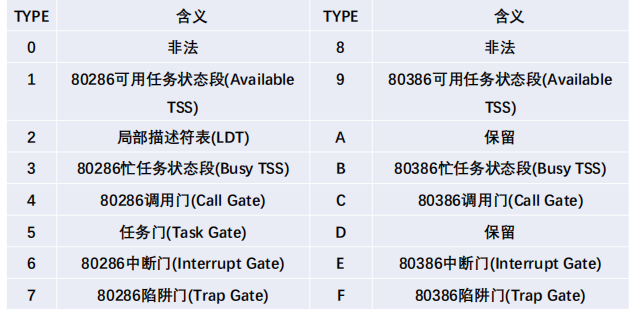 TYPE 含义 TYPE 含义
0 非法 8 非法
1 80286可用任务状态段(Available TSS) 9 80386可用任务状态段(Available TSS)
2 局部描述符表(LDT) A 保留
3 80286忙任务状态段(Busy TSS) B 80386忙任务状态段(Busy TSS)
4 80286调用门(Call Gate) C 80386调用门(Call Gate)
5 任务门(Task Gate) D 保留
6 80286中断门(Interrupt Gate) E 80386中断门(Interrupt Gate)
7 80286陷阱门(Trap Gate) F 80386陷阱门(Trap Gate)